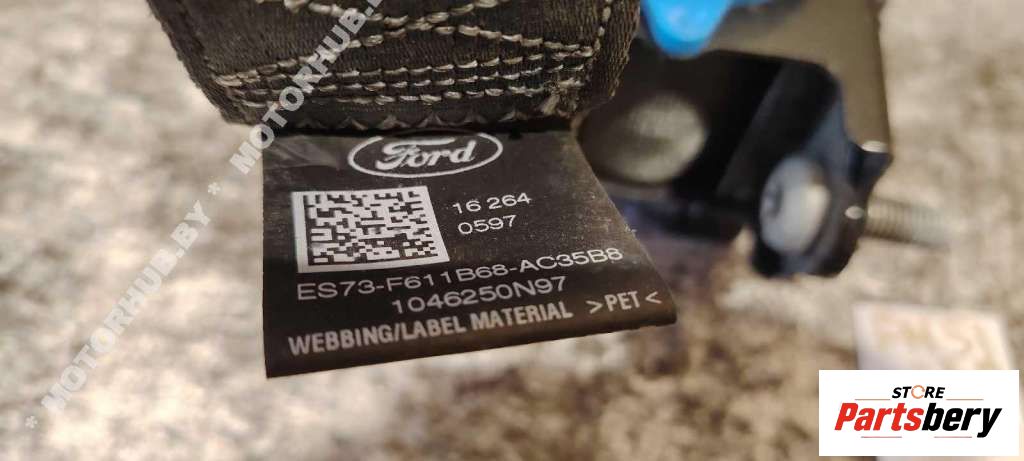 * MOTORHUB.BY * MOTORHUB.BY
Ford
16 264
0597
ES73-F611B68-AC35B8
1046250N97
WEBBING/LABEL MATERIAL >PET<
STORE
Partsbery